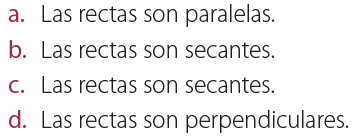 a. Las rectas son paralelas.
b. Las rectas son secantes.
c. Las rectas son secantes.
d. Las rectas son perpendiculares.